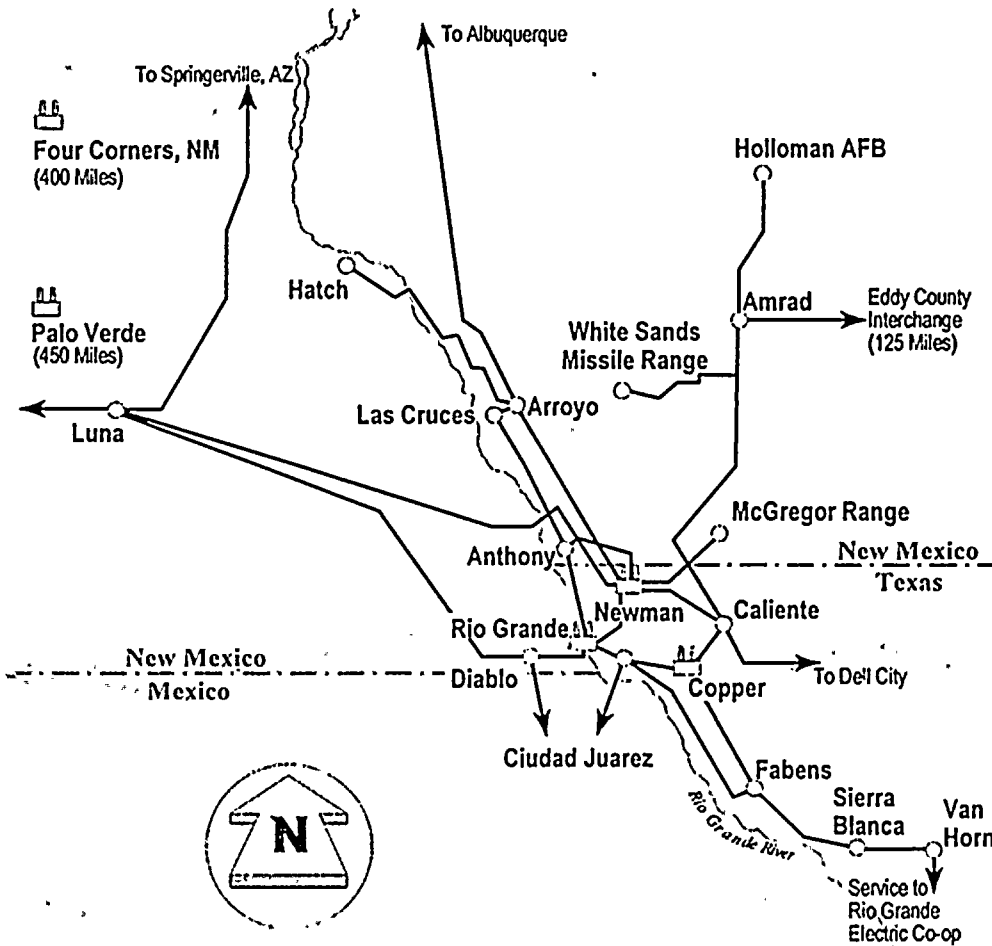 To Albuquerque
To Springerville, AZ
Four Corners, NM
(400 Miles)
Holloman AFB
Hatch
Palo Verde
(450 Miles)
Amrad
Eddy County
Interchange
(125 Miles)
White Sands
Missile Range
Luna
Las Cruces
Arroyo
McGregor Range
Anthony
New Mexico
Texas
Newman
Caliente
Rio Grande
New Mexico
Mexico
Diablo
Copper
To Dell City
Ciudad Juarez
Fabens
Rio Grande River
Sierra
Blanca
Van
Horn
N
Service to
Rio Grande
Electric Co-op